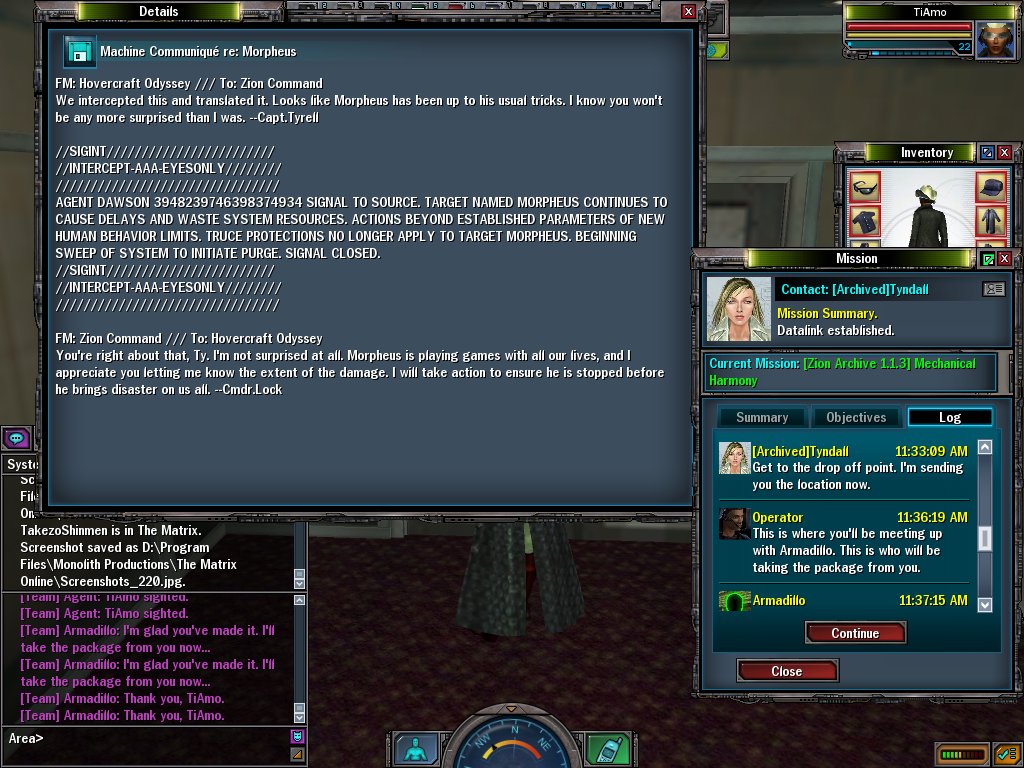 Details
TiAmo
22
Machine Communiqué re: Morpheus
FM: Hovercraft Odyssey /// To: Zion Command
We intercepted this and translated it. Looks like Morpheus has been up to his usual tricks. I know you won't
be any more surprised than I was. --Capt.Tyrell
//SIGINT////////////////////////
//INTERCEPT-AAA-EYESONLY////////
////////////////////////////////
AGENT DAWSON 3948239746398374934 SIGNAL TO SOURCE. TARGET NAMED MORPHEUS CONTINUES TO
CAUSE DELAYS AND WASTE SYSTEM RESOURCES. ACTIONS BEYOND ESTABLISHED PARAMETERS OF NEW
HUMAN BEHAVIOR LIMITS. TRUCE PROTECTIONS NO LONGER APPLY TO TARGET MORPHEUS. BEGINNING
SWEEP OF SYSTEM TO INITIATE PURGE. SIGNAL CLOSED.
//SIGINT////////////////////////
//INTERCEPT-AAA-EYESONLY////////
////////////////////////////////
FM: Zion Command /// To: Hovercraft Odyssey
You're right about that, Ty. I'm not surprised at all. Morpheus is playing games with all our lives, and I
appreciate you letting me know the extent of the damage. I will take action to ensure he is stopped before
he brings disaster on us all. --Cmdr.Lock
Inventory
Mission
Contact: [Archived]Tyndall
Mission Summary.
Datalink established.
Current Mission: [Zion Archive 1.1.3] Mechanical
Harmony
Summary
Objectives
Log
[Archived]Tyndall 11:33:09 AM
Get to the drop off point. I'm sending
you the location now.
Operator 11:36:19 AM
This is where you'll be meeting up
with Armadillo. This is who will be
taking the package from you.
Armadillo 11:37:15 AM
Continue
Close
TakezoShinmen is in The Matrix.
Screenshot saved as D:\Program
Files\Monolith Productions\The Matrix
Online\Screenshots_220.jpg.
[Team] Agent: TiAmo sighted.
[Team] Agent: TiAmo sighted.
[Team] Armadillo: I'm glad you've made it. I'll
take the package from you now...
[Team] Armadillo: I'm glad you've made it. I'll
take the package from you now...
[Team] Armadillo: Thank you, TiAmo.
[Team] Armadillo: Thank you, TiAmo.
Area>
NW N NE